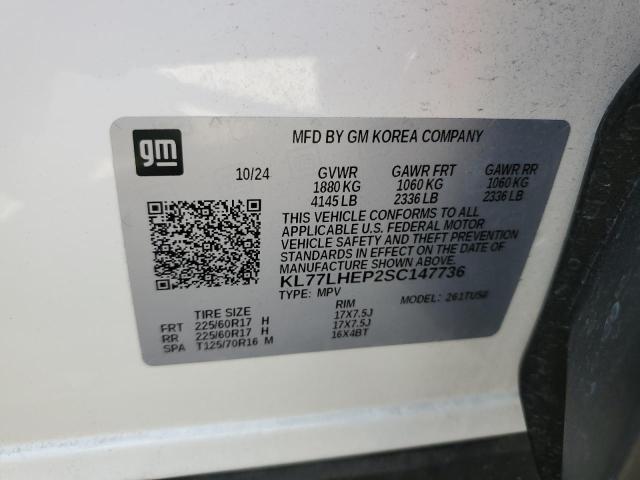 gm
MFD BY GM KOREA COMPANY
10/24 GVWR GAWR FRT GAWR RR
1880 KG 1060 KG 1060 KG
4145 LB 2336 LB 2336 LB
THIS VEHICLE CONFORMS TO ALL
APPLICABLE U.S. FEDERAL MOTOR
VEHICLE SAFETY AND THEFT PREVENTION
STANDARDS IN EFFECT ON THE DATE OF
MANUFACTURE SHOWN ABOVE.
KL77LHEP2SC147736
TYPE: MPV MODEL: 261TUS8
TIRE SIZE RIM
FRT 225/60R17 H 17X7.5J
RR 225/60R17 H 17X7.5J
SPA T125/70R16 M 16X4BT